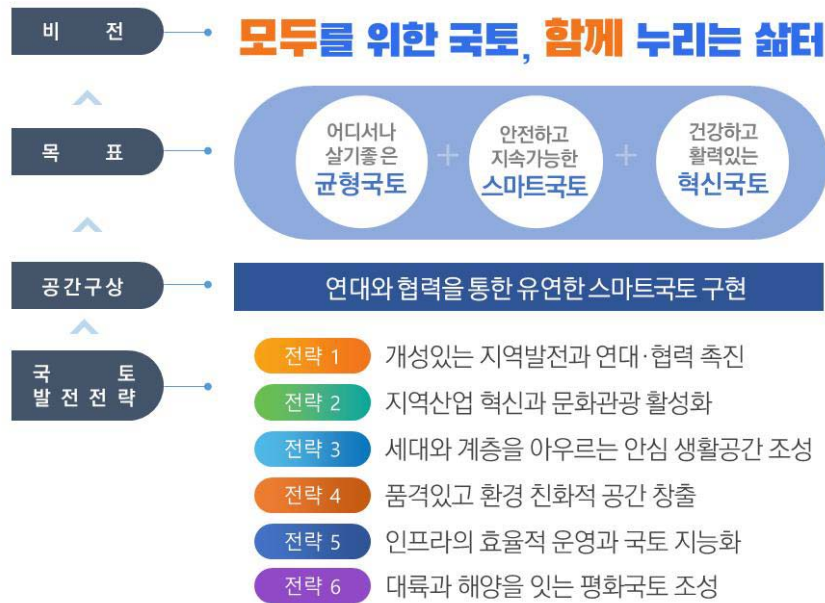 비 전
모두를 위한 국토, 함께 누리는 삶터
목 표
어디서나
살기좋은
균형국토
+
안전하고
지속가능한
스마트국토
+
건강하고
활력있는
혁신국토
공간구상
연대와 협력을 통한 유연한 스마트국토 구현
국 토
발전전략
전략 1 개성있는 지역발전과 연대·협력 촉진
전략 2 지역산업 혁신과 문화관광 활성화
전략 3 세대와 계층을 아우르는 안심 생활공간 조성
전략 4 품격있고 환경 친화적 공간 창출
전략 5 인프라의 효율적 운영과 국토 지능화
전략 6 대륙과 해양을 잇는 평화국토 조성